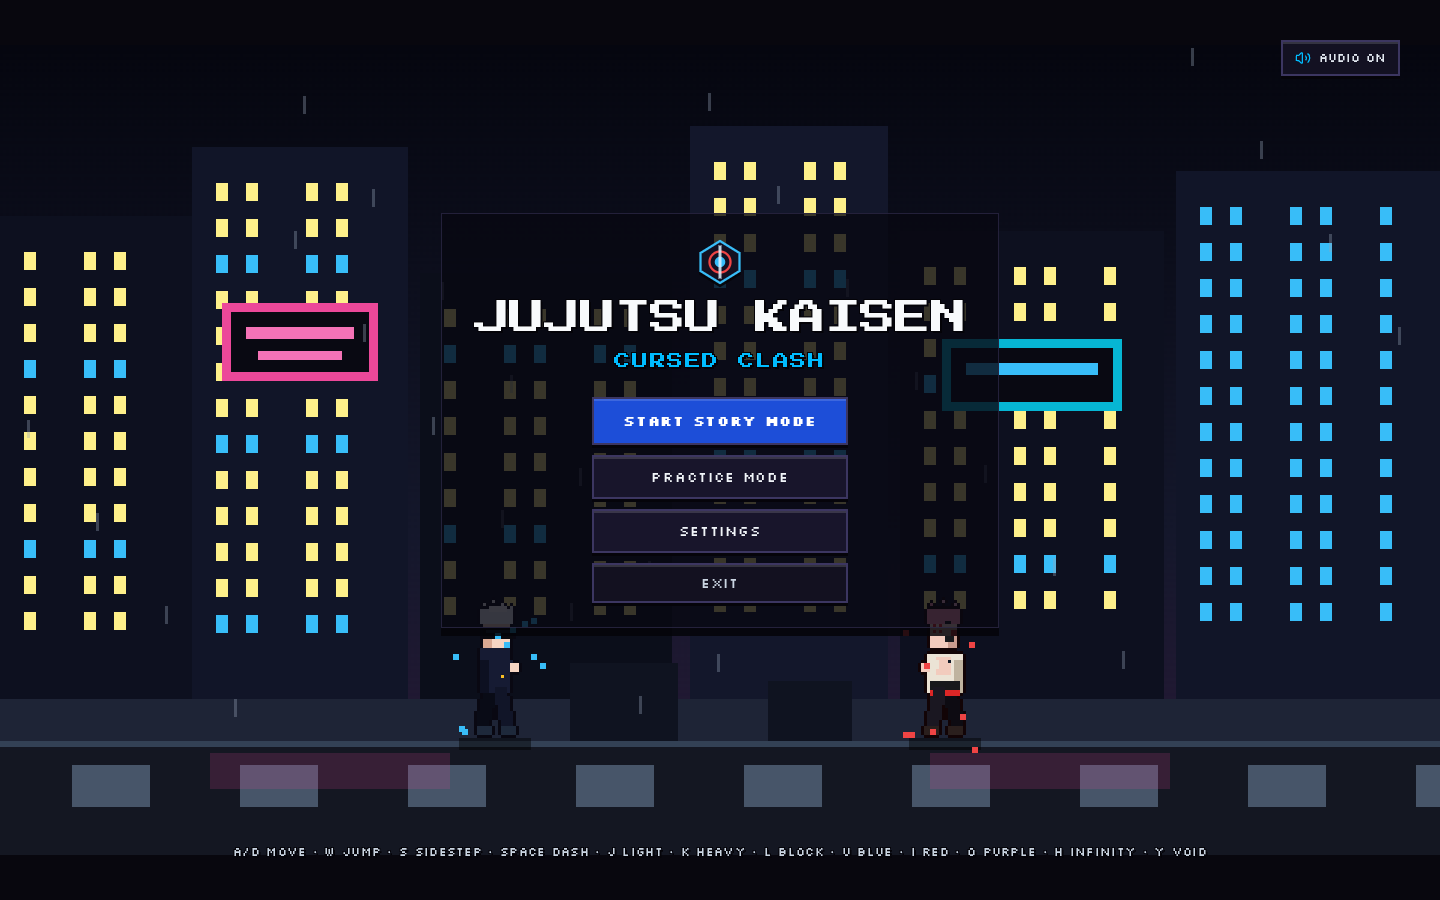 AUDIO ON
JUJUTSU KAISEN
CURSED CLASH
START STORY MODE
PRACTICE MODE
SETTINGS
EXIT
A/D MOVE · W JUMP · S SIDESTEP · SPACE DASH · J LIGHT · K HEAVY · L BLOCK · U BLUE · I RED · O PURPLE · H INFINITY · Y VOID